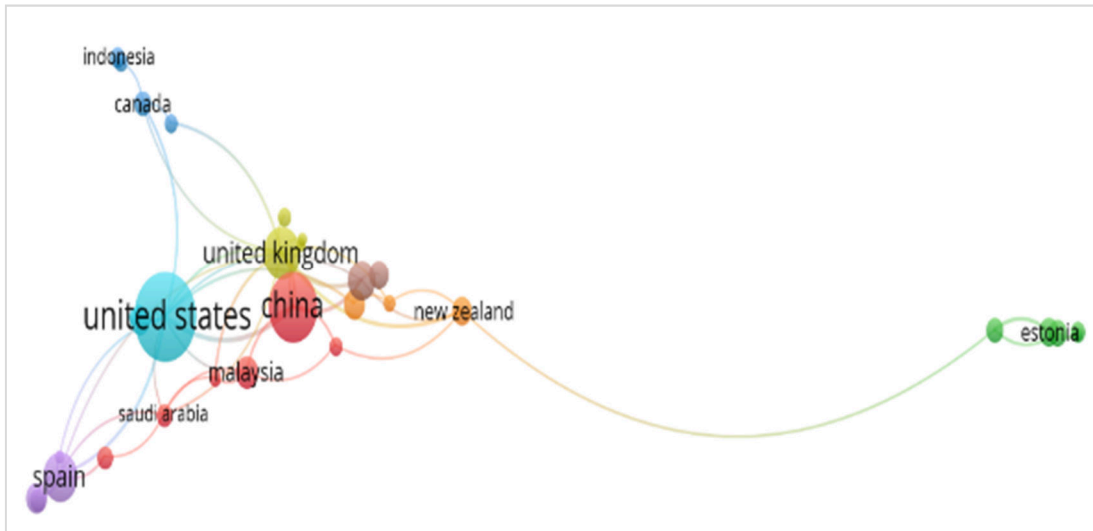 indonesia
canada
united kingdom
united states
china
new zealand
estonia
malaysia
saudi arabia
spain